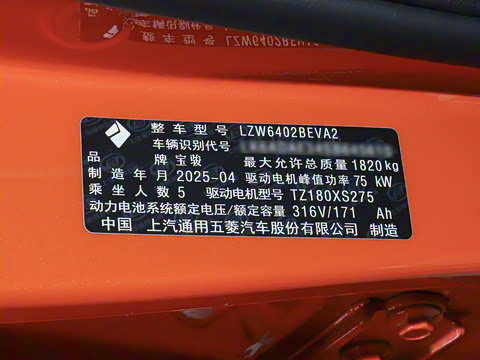 整车型号 LZW6402BEVA2
车辆识别代号
品牌 宝骏 最大允许总质量 1820kg
制造年月 2025-04 驱动电机峰值功率 75 kW
乘坐人数 5 驱动电机型号 TZ180XS275
动力电池系统额定电压/额定容量 316V/171 Ah
中国 上汽通用五菱汽车股份有限公司 制造